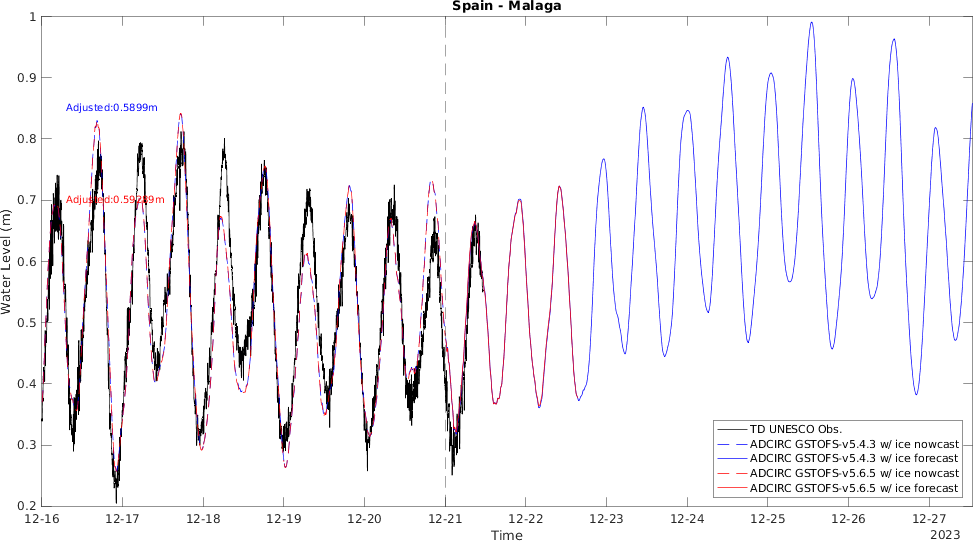 Spain - Malaga
1
0.9
0.8
0.7
0.6
0.5
0.4
0.3
0.2
Water Level (m)
Adjusted:0.5899m
Adjusted:0.59289m
TD UNESCO Obs.
ADCIRC GSTOFS-v5.4.3 w/ ice nowcast
ADCIRC GSTOFS-v5.4.3 w/ ice forecast
ADCIRC GSTOFS-v5.6.5 w/ ice nowcast
ADCIRC GSTOFS-v5.6.5 w/ ice forecast
12-16 12-17 12-18 12-19 12-20 12-21 12-22 12-23 12-24 12-25 12-26 12-27
Time
2023